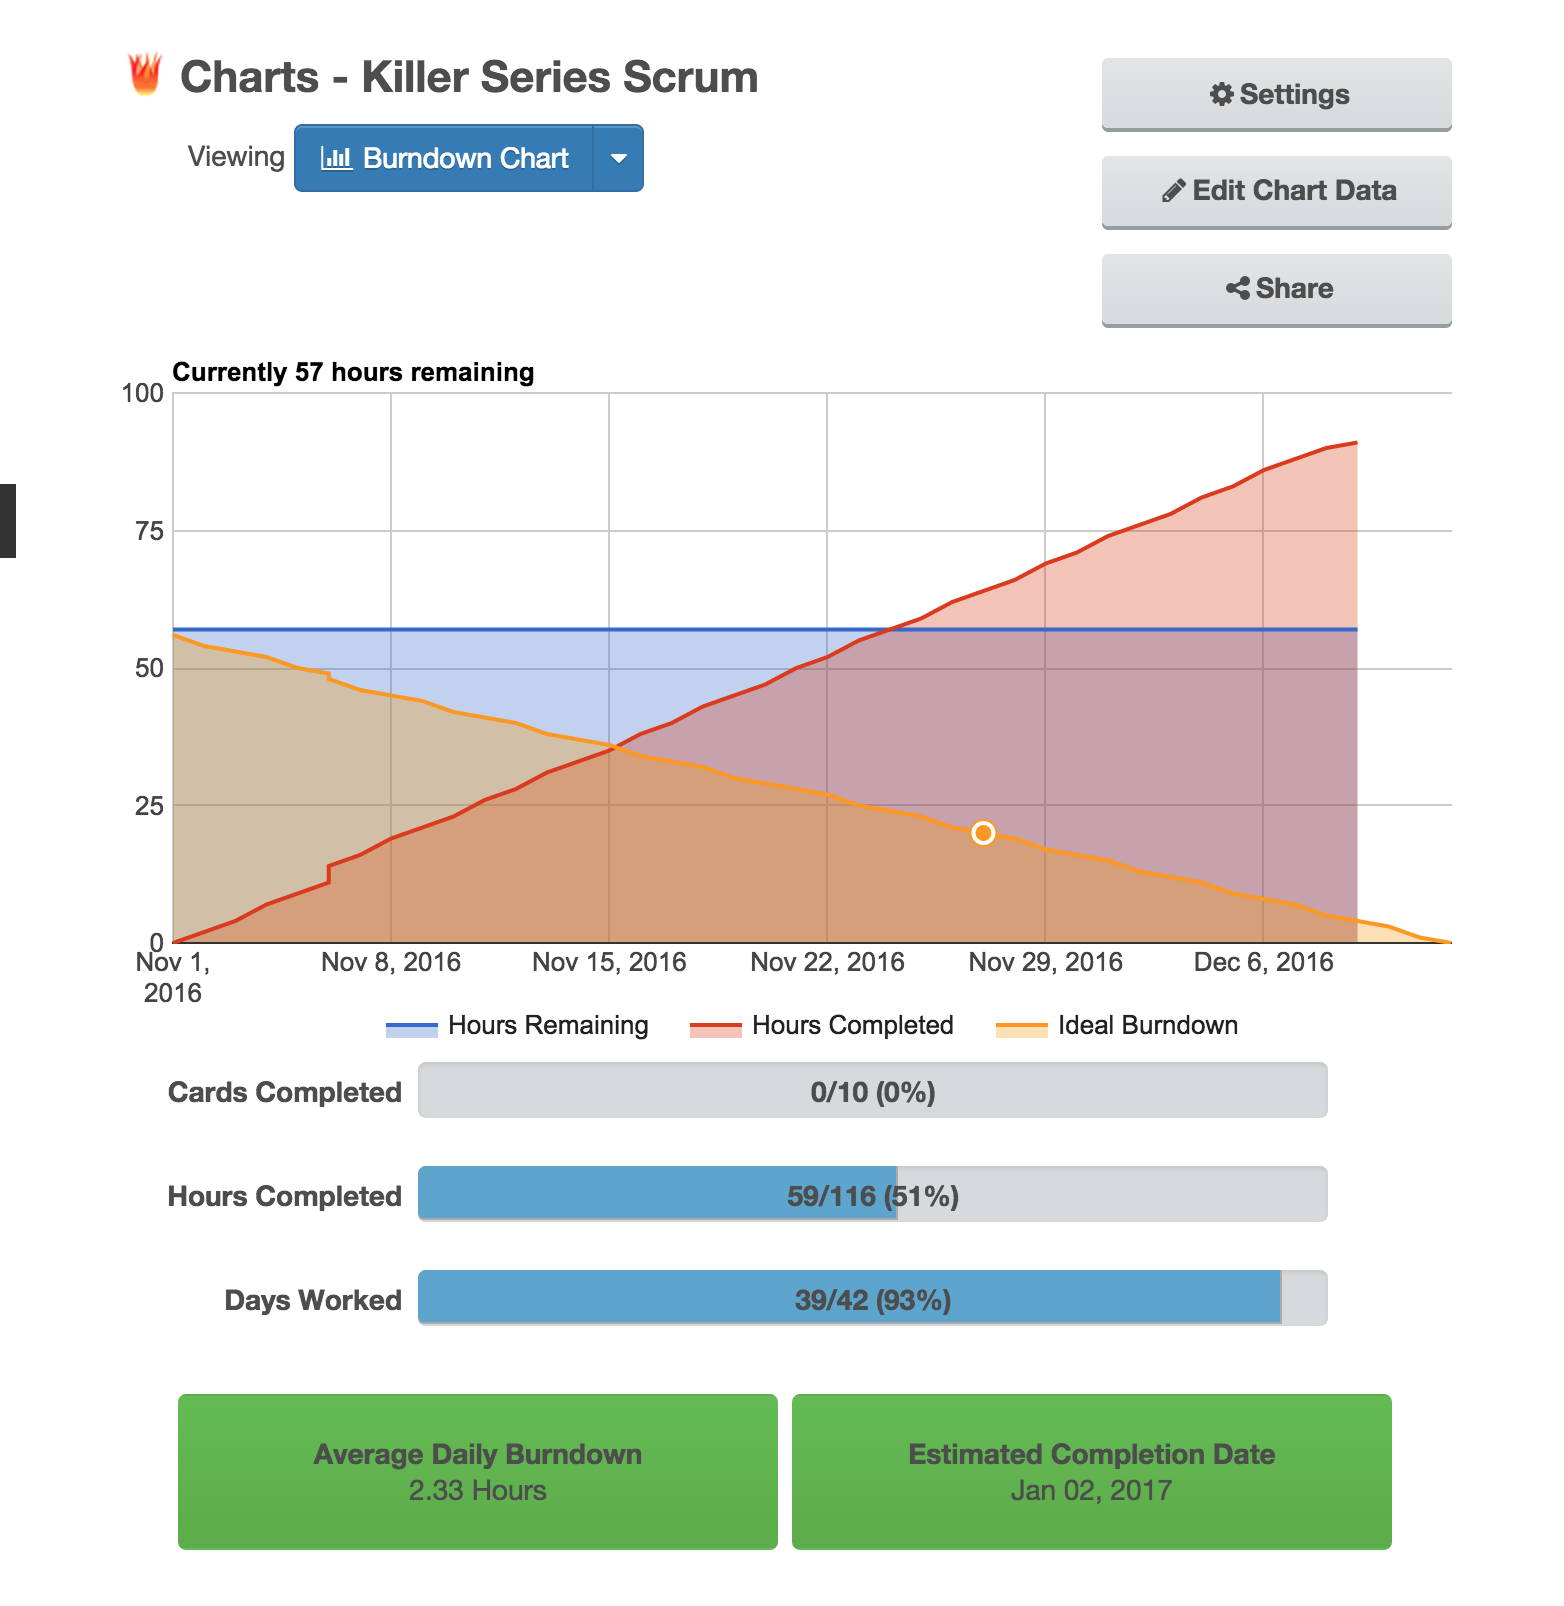 Charts - Killer Series Scrum
Settings
Viewing
Burndown Chart
Edit Chart Data
Share
Currently 57 hours remaining
100
75
50
25
0
Nov 1,
2016
Nov 8, 2016
Nov 15, 2016
Nov 22, 2016
Nov 29, 2016
Dec 6, 2016
Hours Remaining
Hours Completed
Ideal Burndown
Cards Completed
0/10 (0%)
Hours Completed
59/116 (51%)
Days Worked
39/42 (93%)
Average Daily Burndown
2.33 Hours
Estimated Completion Date
Jan 02, 2017